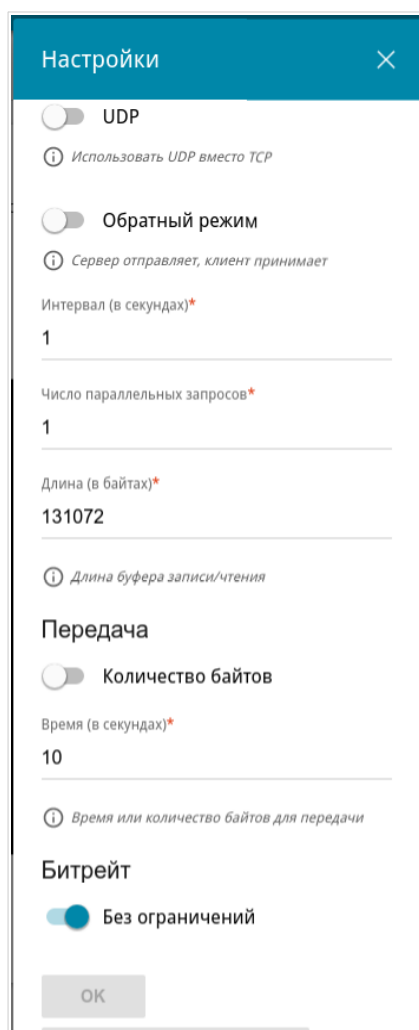 Настройки
UDP
Использовать UDP вместо TCP
Обратный режим
Сервер отправляет, клиент принимает
Интервал (в секундах)*
1
Число параллельных запросов*
1
Длина (в байтах)*
131072
Длина буфера записи/чтения
Передача
Количество байтов
Время (в секундах)*
10
Время или количество байтов для передачи
Битрейт
Без ограничений
OK